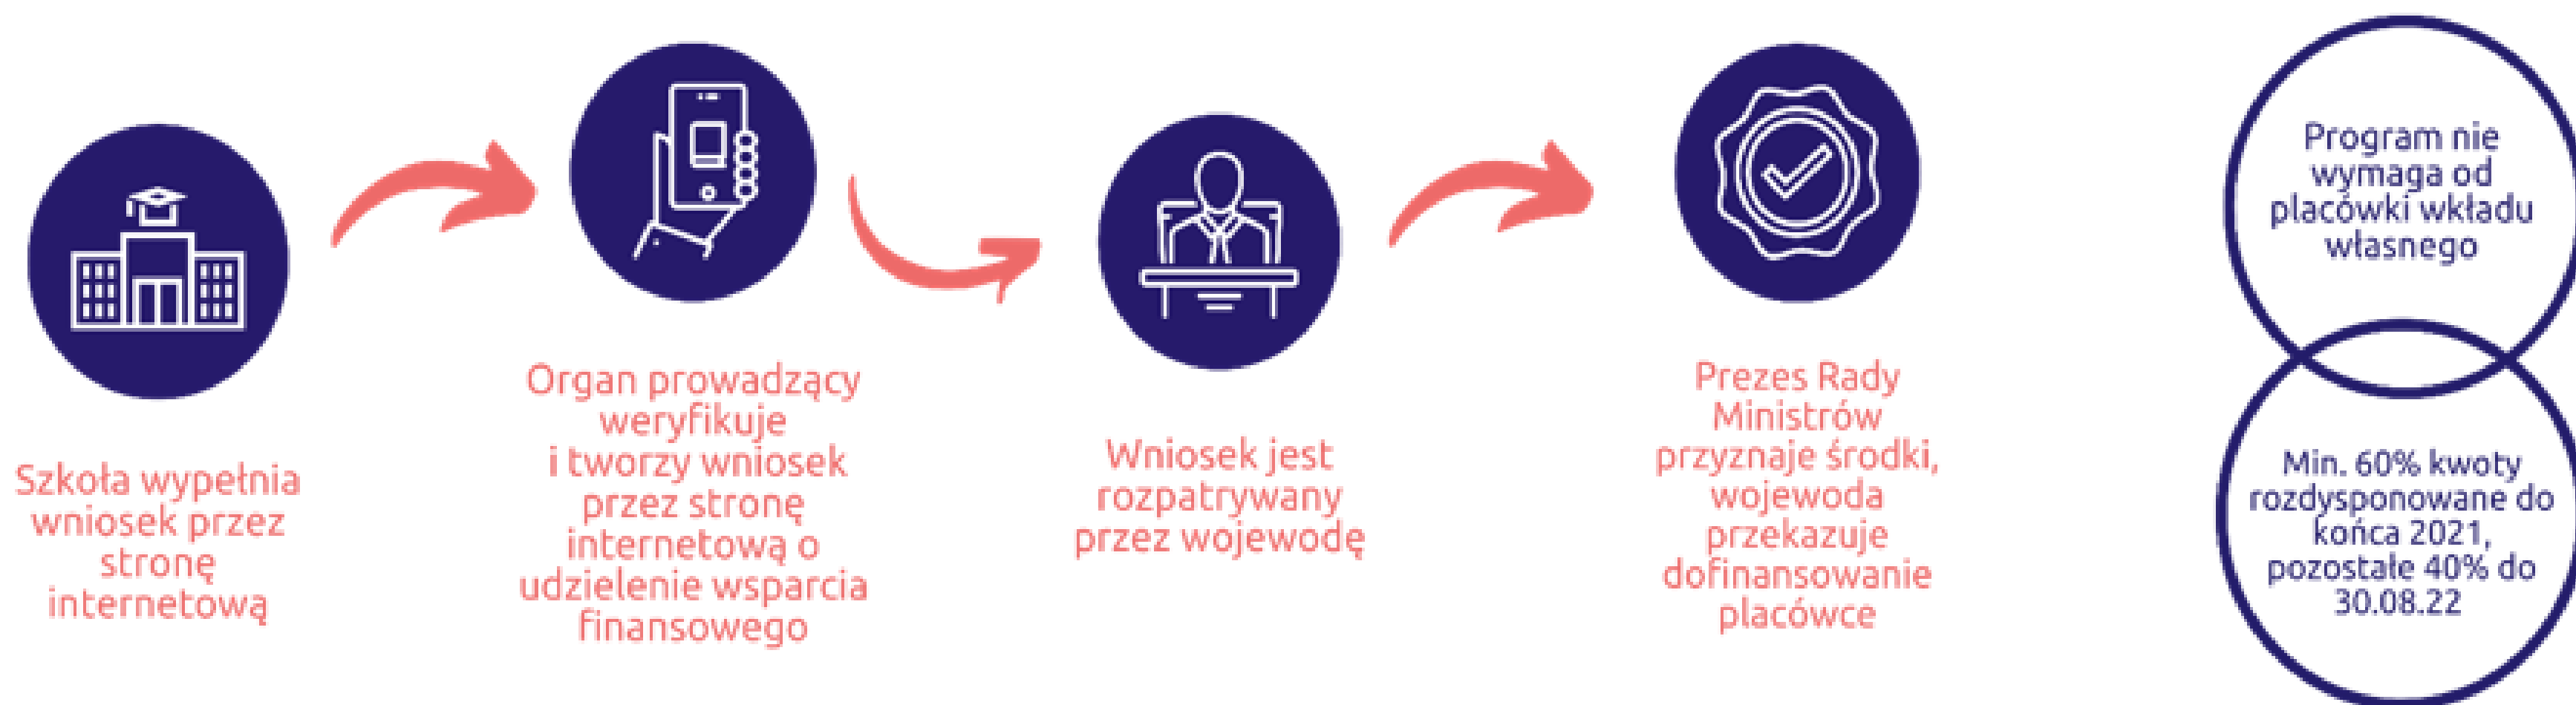 Szkoła wypełnia
wniosek przez
stronę
internetową
Organ prowadzący
weryfikuje
i tworzy wniosek
przez stronę
internetową o
udzielenie wsparcia
finansowego
Wniosek jest
rozpatrywany
przez wojewodę
Prezes Rady
Ministrów
przyznaje środki,
wojewoda
przekazuje
dofinansowanie
placówce
Program nie
wymaga od
placówki wkładu
własnego
Min. 60% kwoty
rozdysponowane do
końca 2021,
pozostałe 40% do
30.08.22